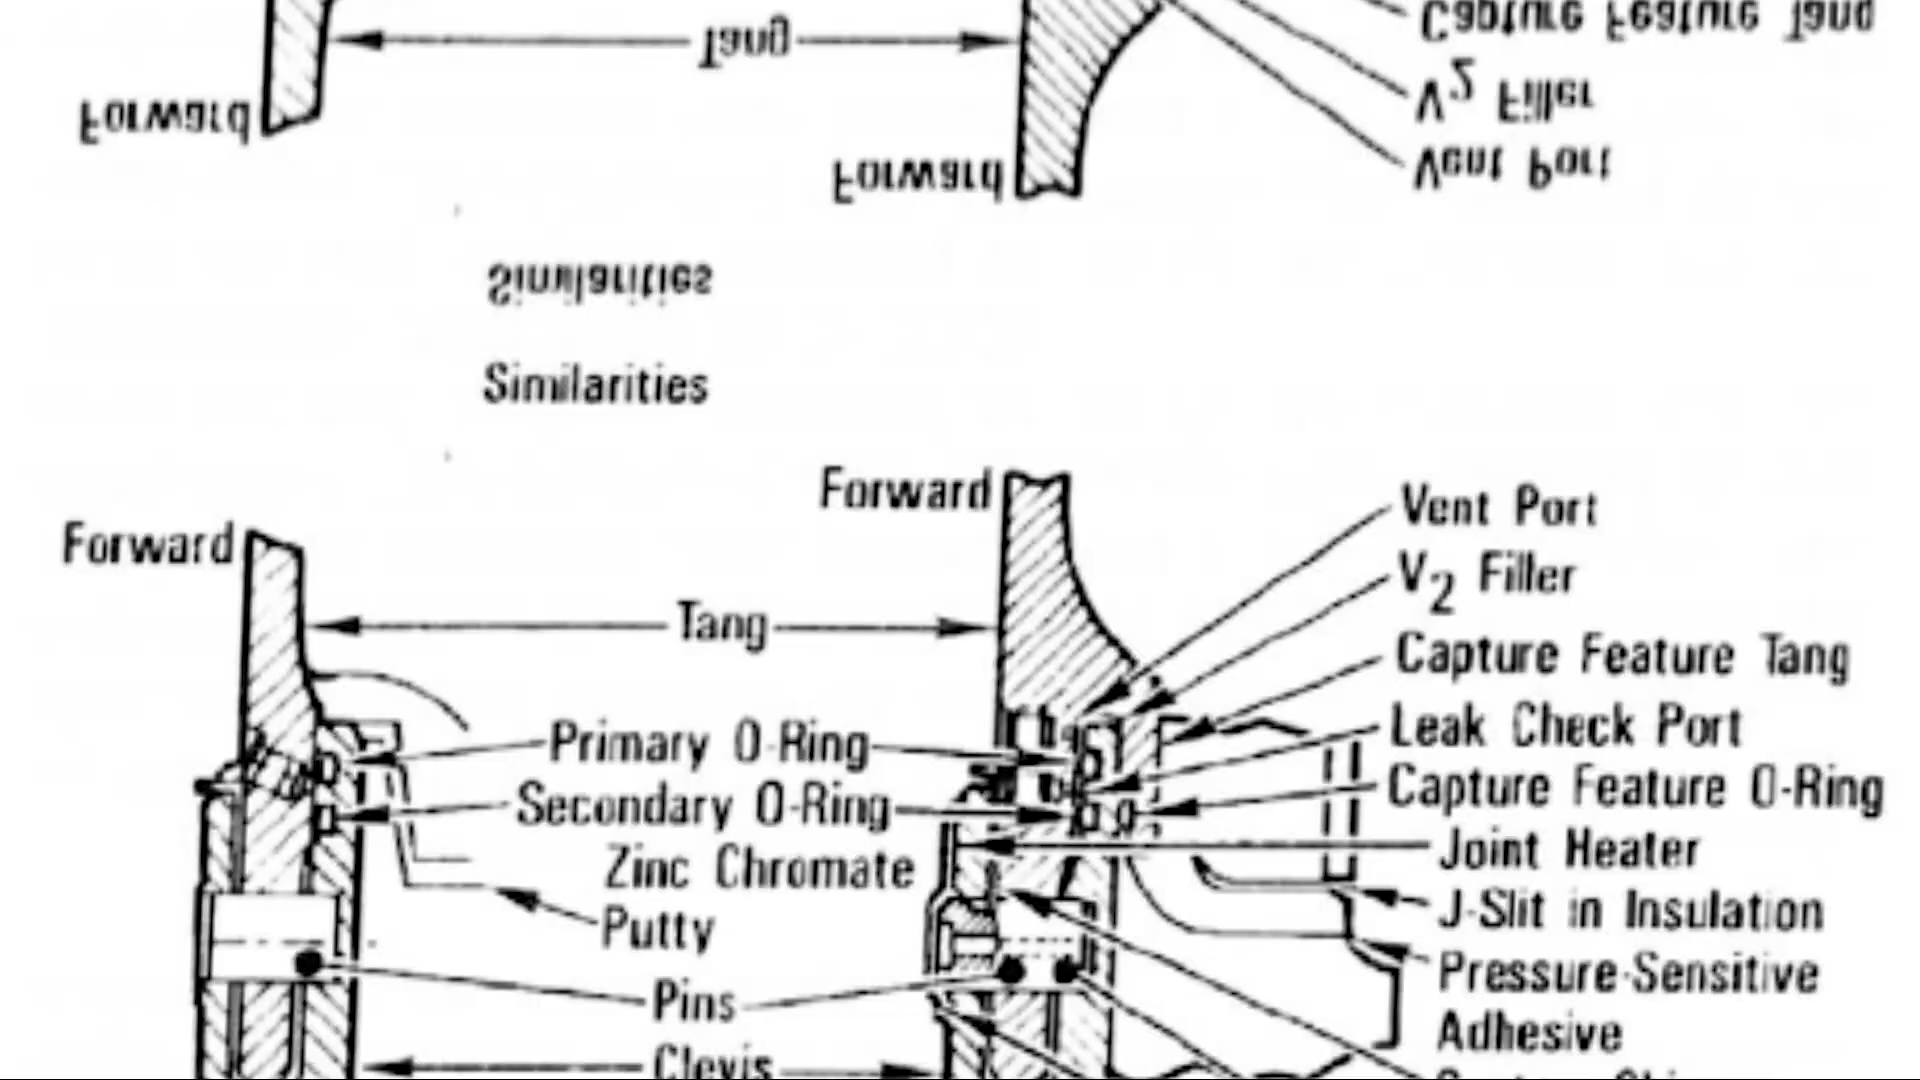 Capture Feature Tang
Tang
V2 Filler
Forward
Vent Port
Forward
Similarities
Similarities
Forward
Vent Port
Forward
V2 Filler
Tang
Capture Feature Tang
Primary O-Ring
Leak Check Port
Secondary O-Ring
Capture Feature O-Ring
Zinc Chromate
Joint Heater
Putty
J-Slit in Insulation
Pins
Pressure-Sensitive
Adhesive
Clevis